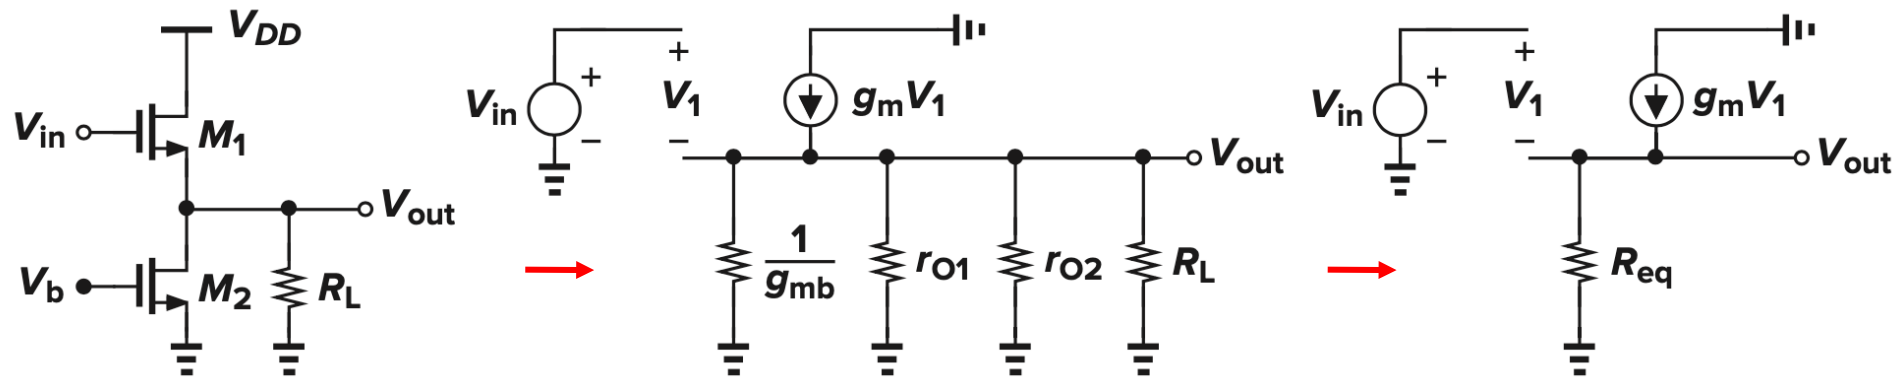 VDD
Vin
M1
Vout
Vb
M2
RL
Vin
+
−
+
V1
−
gmV1
Vout
1
gmb
rO1
rO2
RL
Vin
+
−
+
V1
−
gmV1
Vout
Req